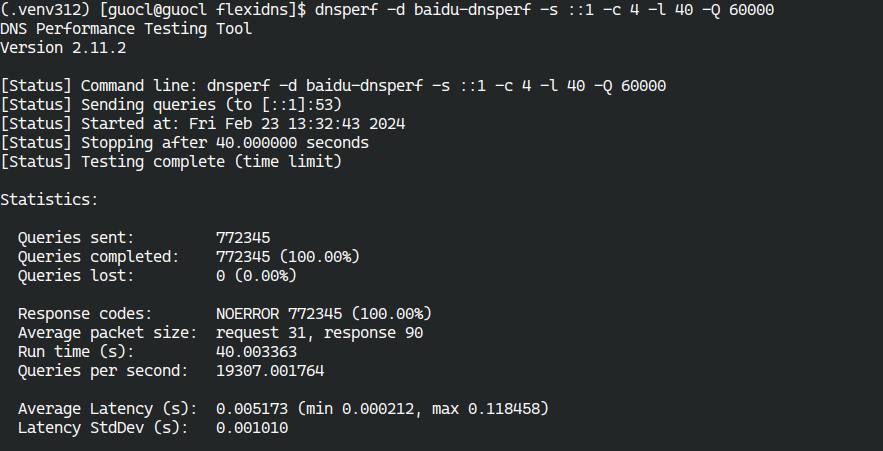 (.venv312) [guocl@guocl flexidns]$ dnsperf -d baidu-dnsperf -s ::1 -c 4 -l 40 -Q 60000
DNS Performance Testing Tool
Version 2.11.2
[Status] Command line: dnsperf -d baidu-dnsperf -s ::1 -c 4 -l 40 -Q 60000
[Status] Sending queries (to [::1]:53)
[Status] Started at: Fri Feb 23 13:32:43 2024
[Status] Stopping after 40.000000 seconds
[Status] Testing complete (time limit)
Statistics:
Queries sent: 772345
Queries completed: 772345 (100.00%)
Queries lost: 0 (0.00%)
Response codes: NOERROR 772345 (100.00%)
Average packet size: request 31, response 90
Run time (s): 40.003363
Queries per second: 19307.001764
Average Latency (s): 0.005173 (min 0.000212, max 0.118458)
Latency StdDev (s): 0.001010